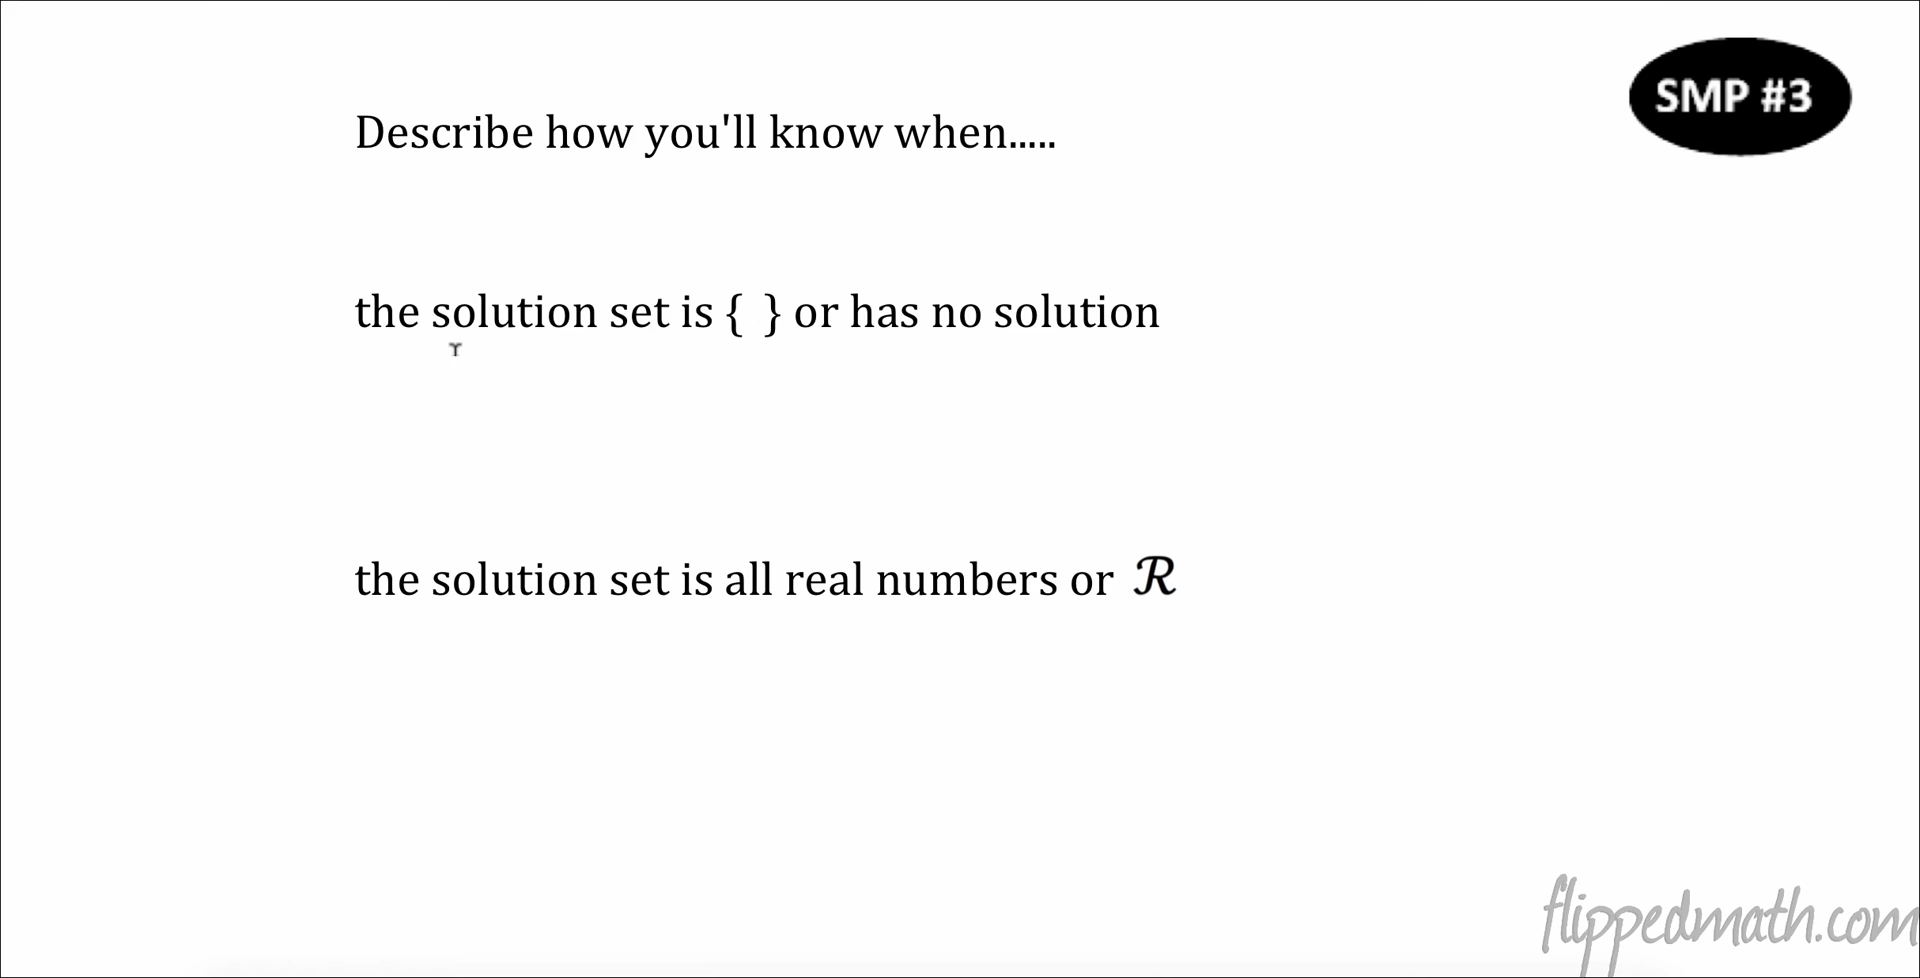 SMP #3
Describe how you'll know when.....
the solution set is { } or has no solution
the solution set is all real numbers or ℛ
flippedmath.com